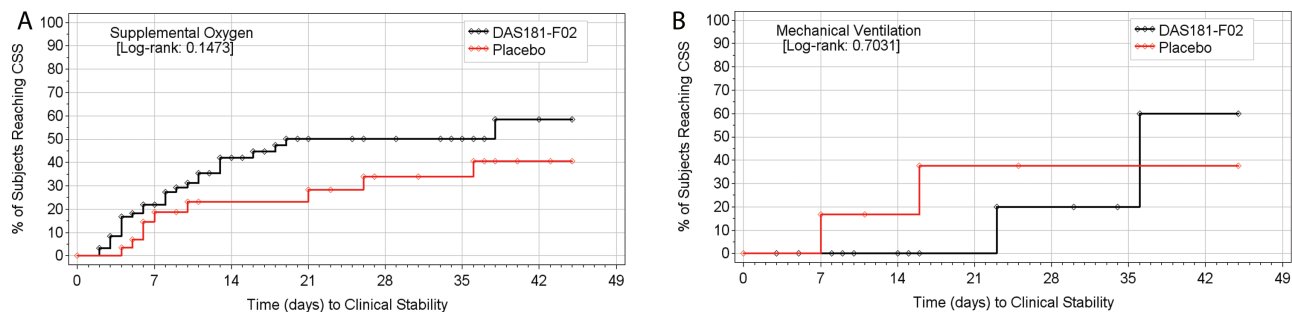 A
Supplemental Oxygen
[Log-rank: 0.1473]
DAS181-F02
Placebo
% of Subjects Reaching CSS
100
90
80
70
60
50
40
30
20
10
0
0 7 14 21 28 35 42 49
Time (days) to Clinical Stability
B
Mechanical Ventilation
[Log-rank: 0.7031]
DAS181-F02
Placebo
% of Subjects Reaching CSS
100
90
80
70
60
50
40
30
20
10
0
0 7 14 21 28 35 42 49
Time (days) to Clinical Stability